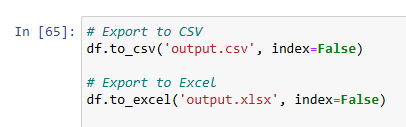 In [65]: # Export to CSV
df.to_csv('output.csv', index=False)
# Export to Excel
df.to_excel('output.xlsx', index=False)